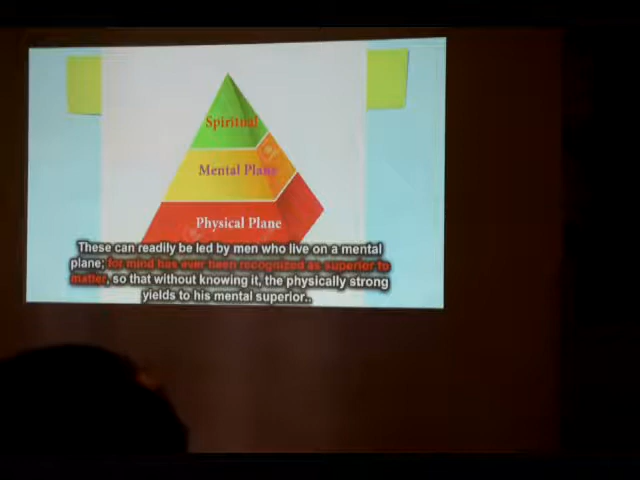 Spiritual
Mental Plane
Physical Plane
These can readily be led by men who live on a mental
plane; for mind has ever been recognized as superior to
matter, so that without knowing it, the physically strong
yields to his mental superior..